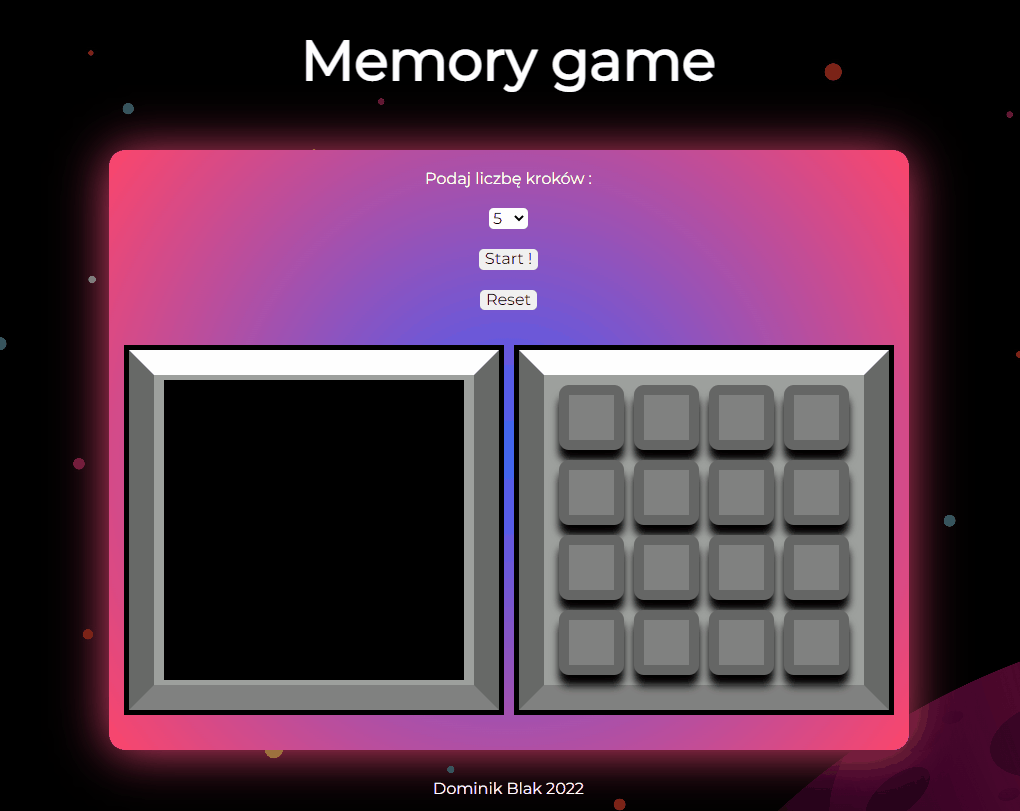 Memory game
Podaj liczbę kroków :
5
Start !
Reset
Dominik Blak 2022